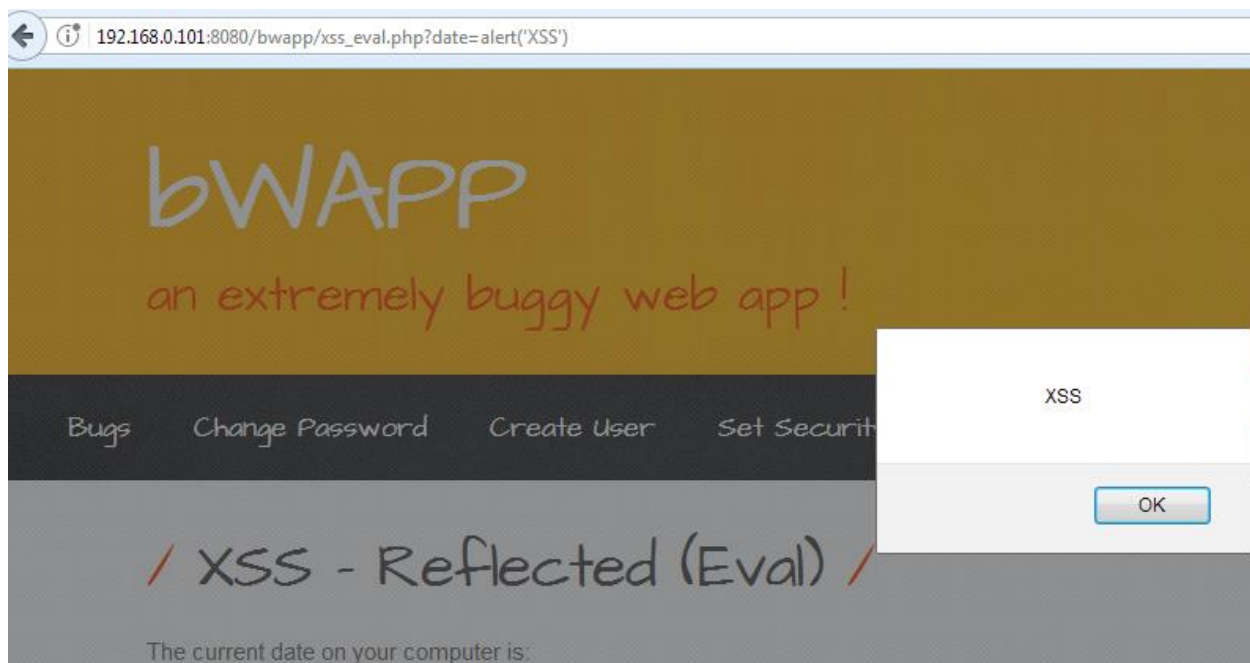 192.168.0.101:8080/bwapp/xss_eval.php?date=alert('XSS')
bWAPP
an extremely buggy web app !
Bugs Change Password Create User Set Securit
XSS
OK
/ XSS - Reflected (Eval) /
The current date on your computer is: